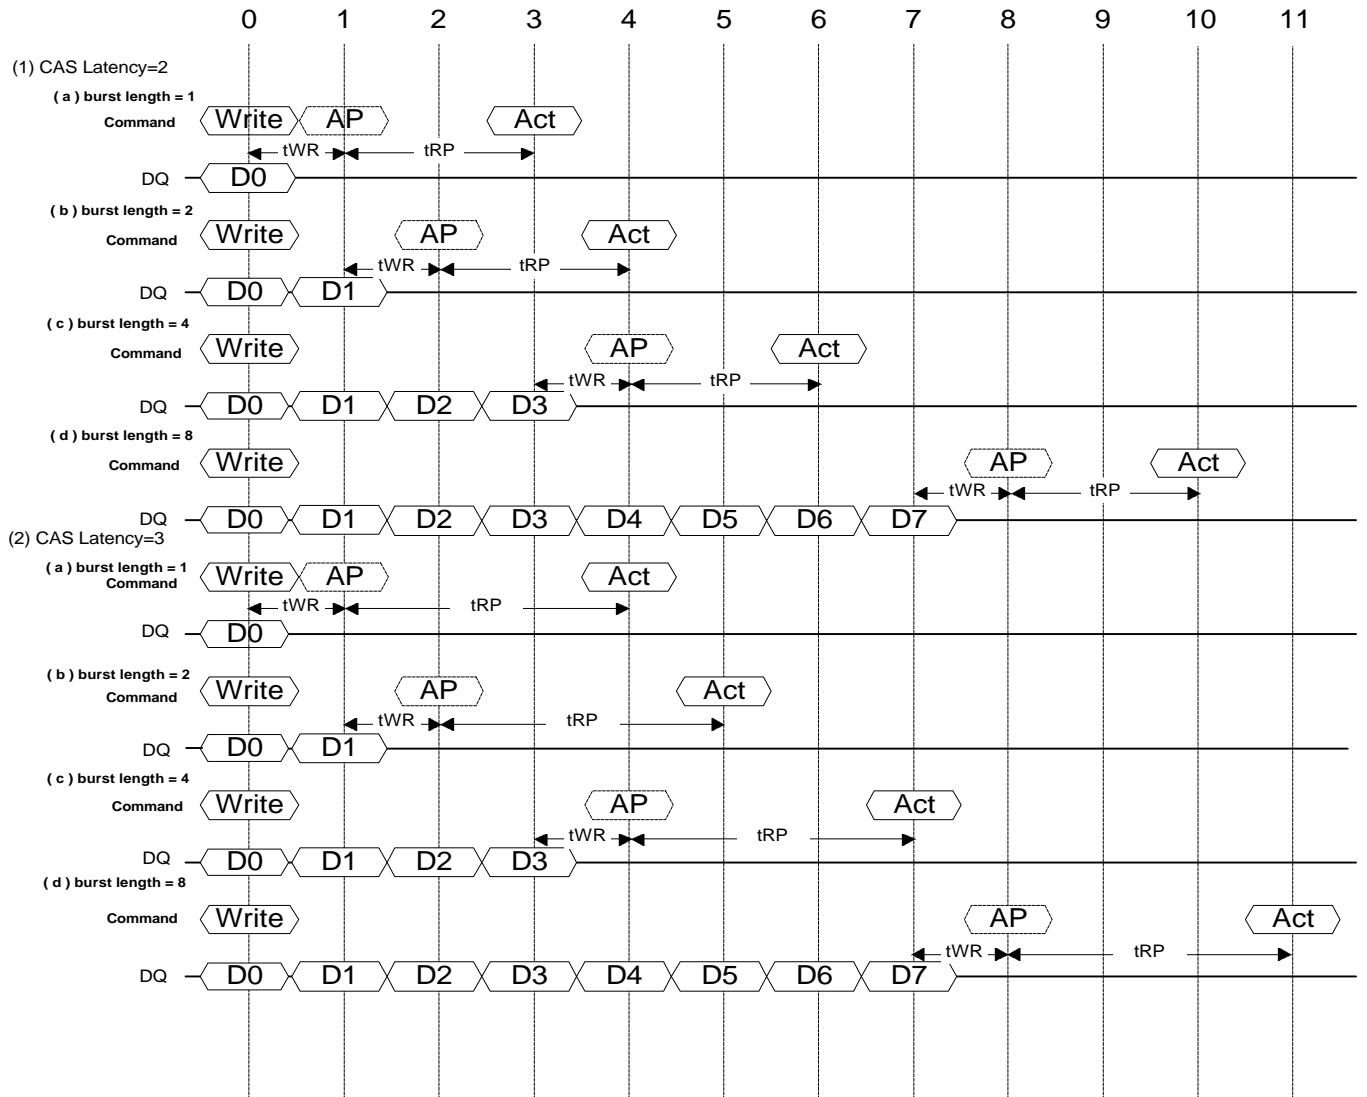 0 1 2 3 4 5 6 7 8 9 10 11
(1) CAS Latency=2
( a ) burst length = 1
Command Write AP Act
tWR tRP
DQ D0
( b ) burst length = 2
Command Write AP Act
tWR tRP
DQ D0 D1
( c ) burst length = 4
Command Write AP Act
tWR tRP
DQ D0 D1 D2 D3
( d ) burst length = 8
Command Write AP Act
tWR tRP
DQ D0 D1 D2 D3 D4 D5 D6 D7
(2) CAS Latency=3
( a ) burst length = 1
Command Write AP Act
tWR tRP
DQ D0
( b ) burst length = 2
Command Write AP Act
tWR tRP
DQ D0 D1
( c ) burst length = 4
Command Write AP Act
tWR tRP
DQ D0 D1 D2 D3
( d ) burst length = 8
Command Write AP Act
tWR tRP
DQ D0 D1 D2 D3 D4 D5 D6 D7